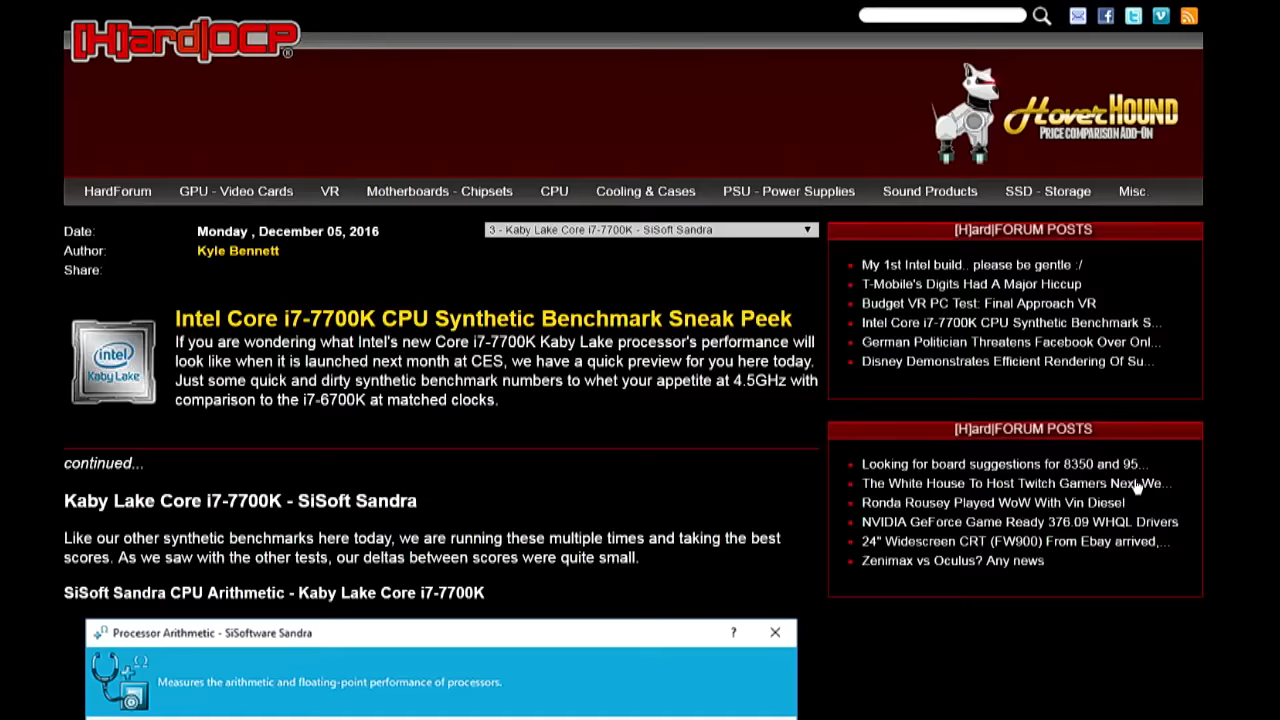 [H]ard|OCP®
HoverHound
PRICE COMPARISON ADD-ON
HardForum GPU - Video Cards VR Motherboards - Chipsets CPU Cooling & Cases PSU - Power Supplies Sound Products SSD - Storage Misc.
Date: Monday , December 05, 2016
Author: Kyle Bennett
Share:
3 - Kaby Lake Core i7-7700K - SiSoft Sandra
intel
Kaby Lake
Intel Core i7-7700K CPU Synthetic Benchmark Sneak Peek
If you are wondering what Intel's new Core i7-7700K Kaby Lake processor's performance will
look like when it is launched next month at CES, we have a quick preview for you here today.
Just some quick and dirty synthetic benchmark numbers to whet your appetite at 4.5GHz with
comparison to the i7-6700K at matched clocks.
continued...
Kaby Lake Core i7-7700K - SiSoft Sandra
Like our other synthetic benchmarks here today, we are running these multiple times and taking the best
scores. As we saw with the other tests, our deltas between scores were quite small.
SiSoft Sandra CPU Arithmetic - Kaby Lake Core i7-7700K
Processor Arithmetic - SiSoftware Sandra
Measures the arithmetic and floating-point performance of processors.
[H]ard|FORUM POSTS
My 1st Intel build.. please be gentle :/
T-Mobile's Digits Had A Major Hiccup
Budget VR PC Test: Final Approach VR
Intel Core i7-7700K CPU Synthetic Benchmark S...
German Politician Threatens Facebook Over Onl...
Disney Demonstrates Efficient Rendering Of Su...
[H]ard|FORUM POSTS
Looking for board suggestions for 8350 and 95...
The White House To Host Twitch Gamers Next We...
Ronda Rousey Played WoW With Vin Diesel
NVIDIA GeForce Game Ready 376.09 WHQL Drivers
24" Widescreen CRT (FW900) From Ebay arrived,...
Zenimax vs Oculus? Any news